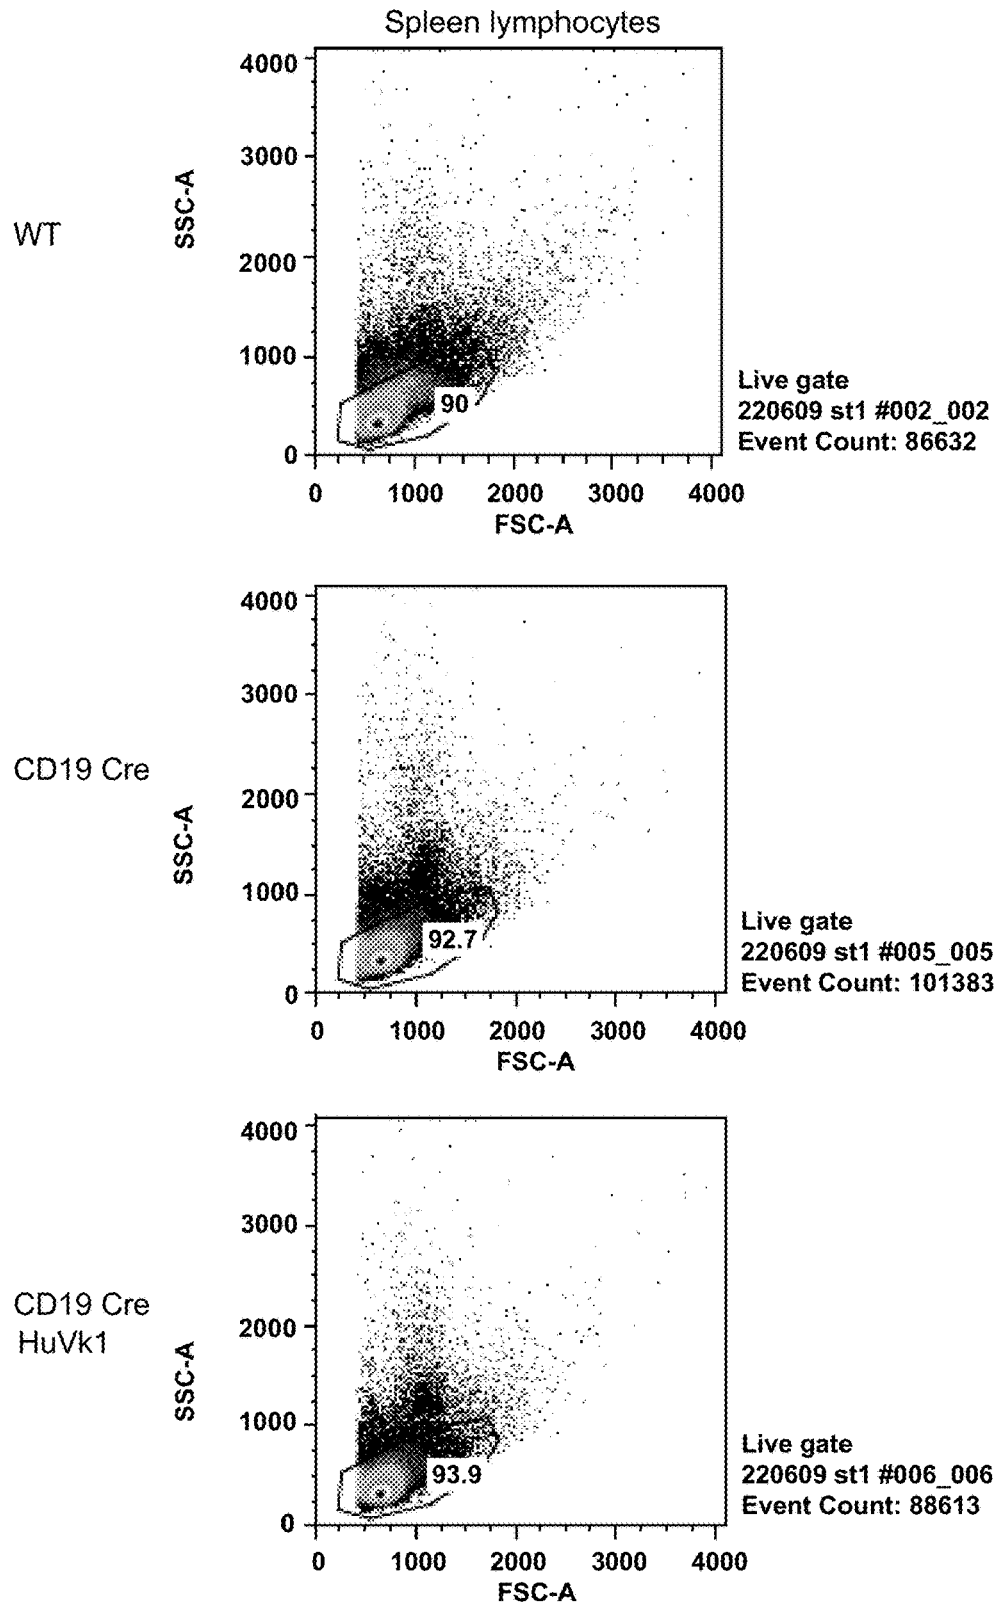 Spleen lymphocytes
WT
SSC-A
4000
3000
2000
1000
0
90
0 1000 2000 3000 4000
FSC-A
Live gate
220609 st1 #002_002
Event Count: 86632
CD19 Cre
SSC-A
4000
3000
2000
1000
0
92.7
0 1000 2000 3000 4000
FSC-A
Live gate
220609 st1 #005_005
Event Count: 101383
CD19 Cre
HuVk1
SSC-A
4000
3000
2000
1000
0
93.9
0 1000 2000 3000 4000
FSC-A
Live gate
220609 st1 #006_006
Event Count: 88613